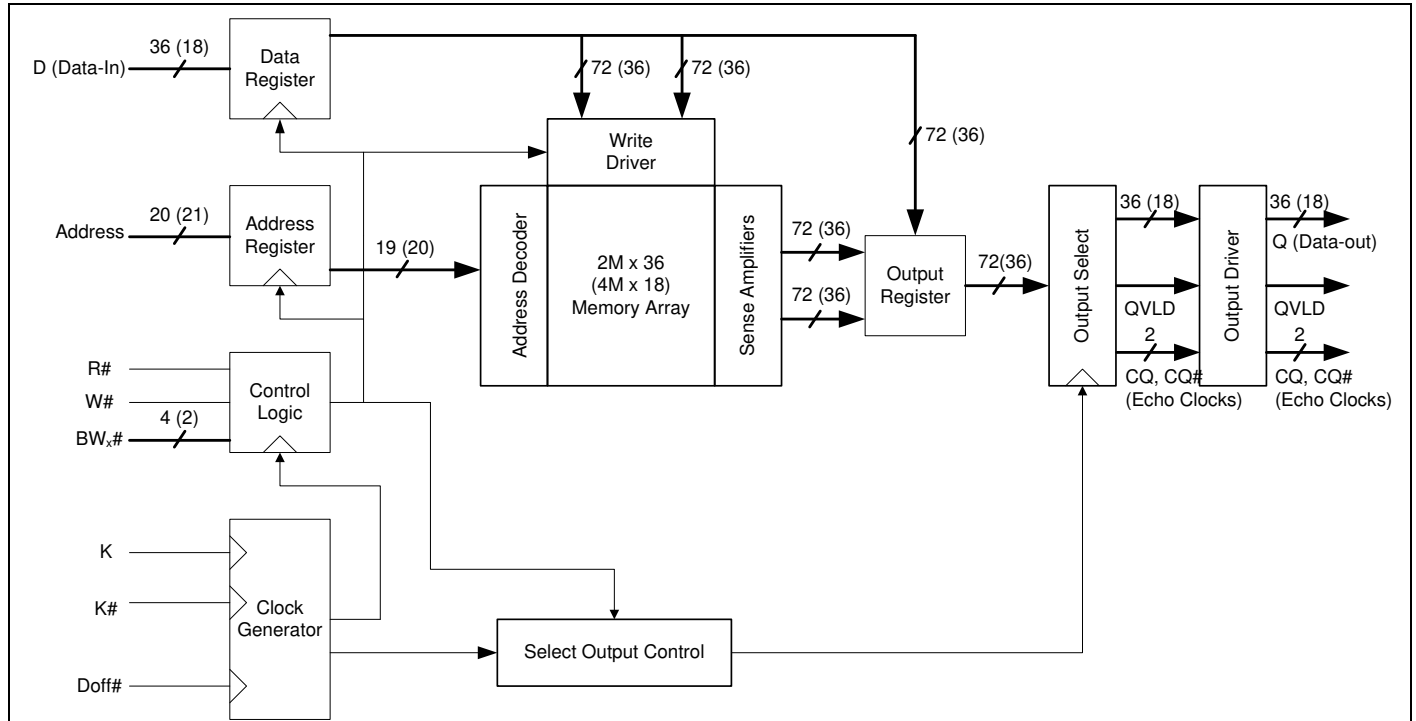 D (Data-In)
36 (18)
Data
Register
72 (36)
72 (36)
72 (36)
Write
Driver
Address
20 (21)
Address
Register
19 (20)
Address Decoder
2M x 36
(4M x 18)
Memory Array
Sense Amplifiers
72 (36)
72 (36)
Output
Register
72(36)
Output Select
36 (18)
QVLD
2
CQ, CQ#
(Echo Clocks)
Output Driver
36 (18)
Q (Data-out)
QVLD
2
CQ, CQ#
(Echo Clocks)
R#
W#
4 (2)
BWx#
Control
Logic
K
K#
Doff#
Clock
Generator
Select Output Control